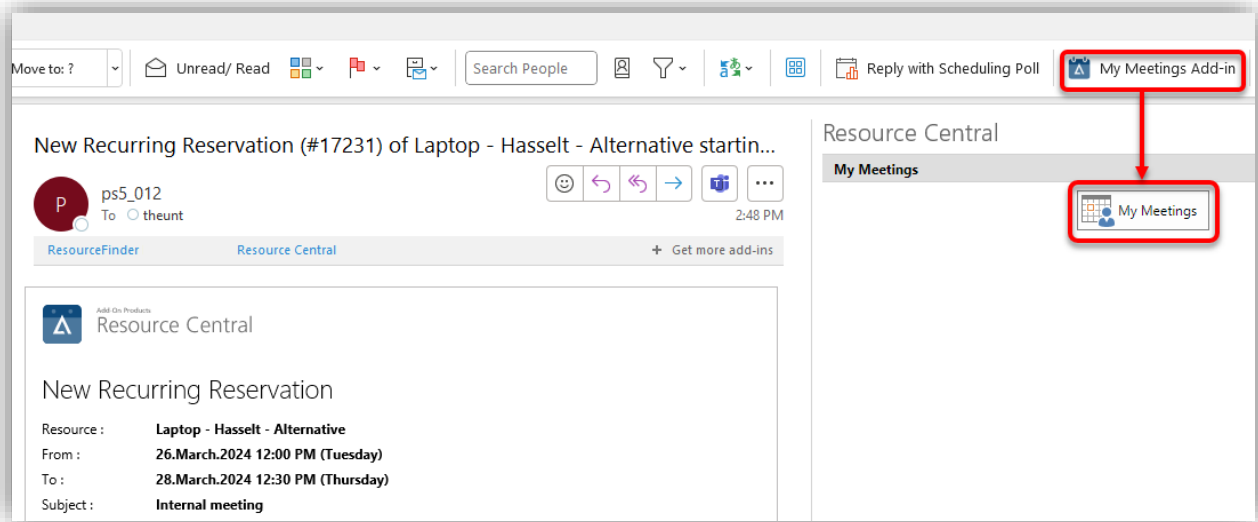 Move to: ?
Unread/ Read
Search People
Reply with Scheduling Poll
My Meetings Add-in
New Recurring Reservation (#17231) of Laptop - Hasselt - Alternative startin...
P
ps5_012
To theunt
2:48 PM
ResourceFinder
Resource Central
+ Get more add-ins
Add-On Products
Resource Central
New Recurring Reservation
Resource : Laptop - Hasselt - Alternative
From : 26.March.2024 12:00 PM (Tuesday)
To : 28.March.2024 12:30 PM (Thursday)
Subject : Internal meeting
Resource Central
My Meetings
My Meetings